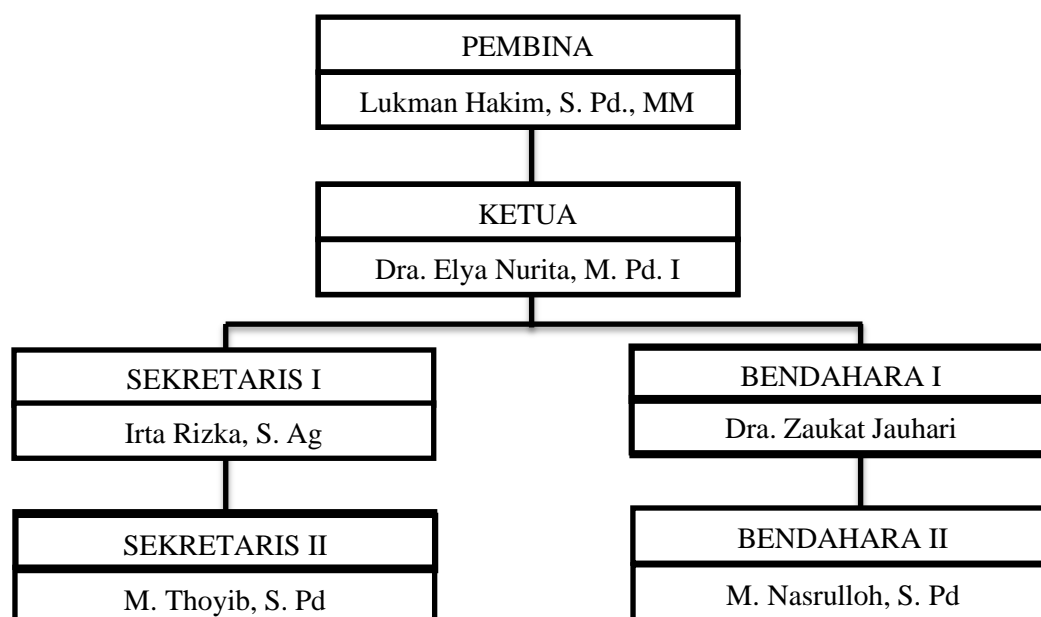 PEMBINA
Lukman Hakim, S. Pd., MM
KETUA
Dra. Elya Nurita, M. Pd. I
SEKRETARIS I
Irta Rizka, S. Ag
BENDAHARA I
Dra. Zaukat Jauhari
SEKRETARIS II
M. Thoyib, S. Pd
BENDAHARA II
M. Nasrulloh, S. Pd